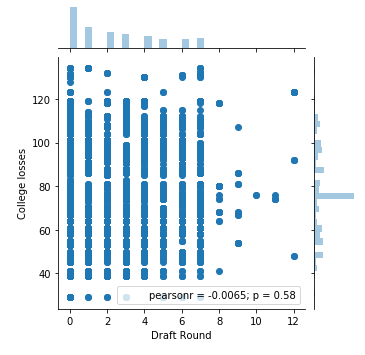 120
100
80
60
40
College losses
pearsonr = -0.0065; p = 0.58
0 2 4 6 8 10 12
Draft Round